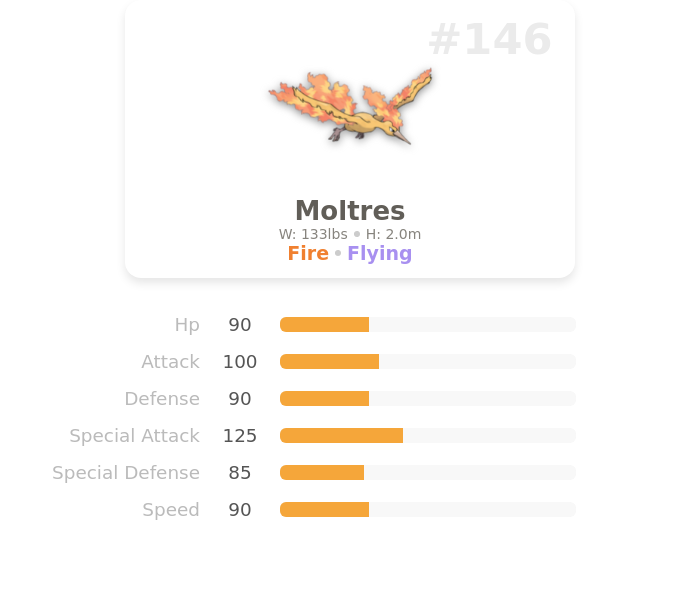 #146
Moltres
W: 133lbs • H: 2.0m
Fire • Flying
Hp 90
Attack 100
Defense 90
Special Attack 125
Special Defense 85
Speed 90